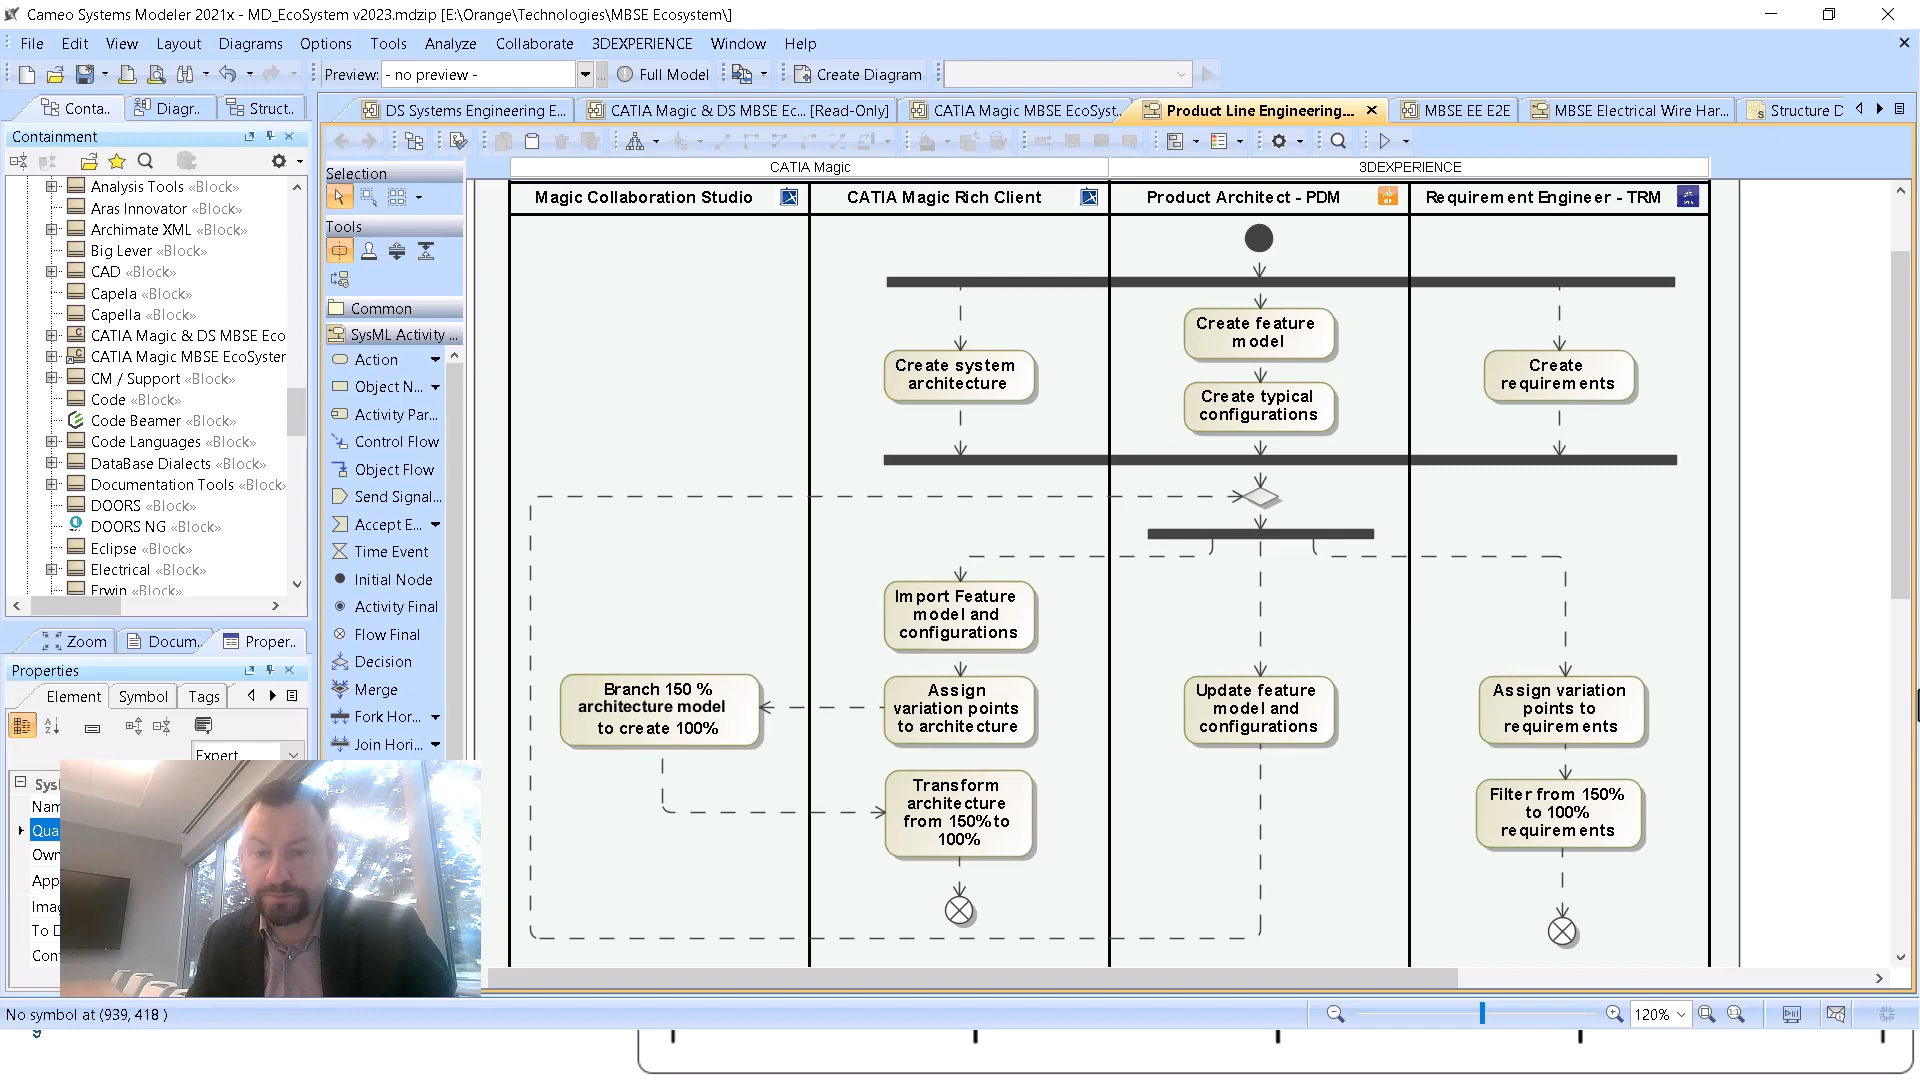 Cameo Systems Modeler 2021x - MD_EcoSystem v2023.mdzip [E:\Orange\Technologies\MBSE Ecosystem\]
File Edit View Layout Diagrams Options Tools Analyze Collaborate 3DEXPERIENCE Window Help
Preview: - no preview - ... Full Model Create Diagram
Conta.. Diagr.. Struct..
DS Systems Engineering E... CATIA Magic & DS MBSE Ec... [Read-Only] CATIA Magic MBSE EcoSyst... Product Line Engineering... MBSE EE E2E MBSE Electrical Wire Har... Structure D
Containment
Analysis Tools «Block»
Aras Innovator «Block»
Archimate XML «Block»
Big Lever «Block»
CAD «Block»
Capela «Block»
Capella «Block»
CATIA Magic & DS MBSE Eco
CATIA Magic MBSE EcoSyster
CM / Support «Block»
Code «Block»
Code Beamer «Block»
Code Languages «Block»
DataBase Dialects «Block»
Documentation Tools «Block»
DOORS «Block»
DOORS NG «Block»
Eclipse «Block»
Electrical «Block»
Erwin «Block»
Zoom Docum.. Proper..
Properties
Element Symbol Tags
Expert
SysI
Nam
Qua
Own
App
Imag
To D
Con
Selection
Tools
Common
SysML Activity ...
Action
Object N...
Activity Par...
Control Flow
Object Flow
Send Signal...
Accept E...
Time Event
Initial Node
Activity Final
Flow Final
Decision
Merge
Fork Hor...
Join Hori...
CATIA Magic 3DEXPERIENCE
Magic Collaboration Studio CATIA Magic Rich Client Product Architect - PDM Requirement Engineer - TRM
Create feature
model
Create system
architecture
Create
requirements
Create typical
configurations
Import Feature
model and
configurations
Branch 150 %
architecture model
to create 100%
Assign
variation points
to architecture
Update feature
model and
configurations
Assign variation
points to
requirements
Transform
architecture
from 150% to
100%
Filter from 150%
to 100%
requirements
No symbol at (939, 418 )
120%